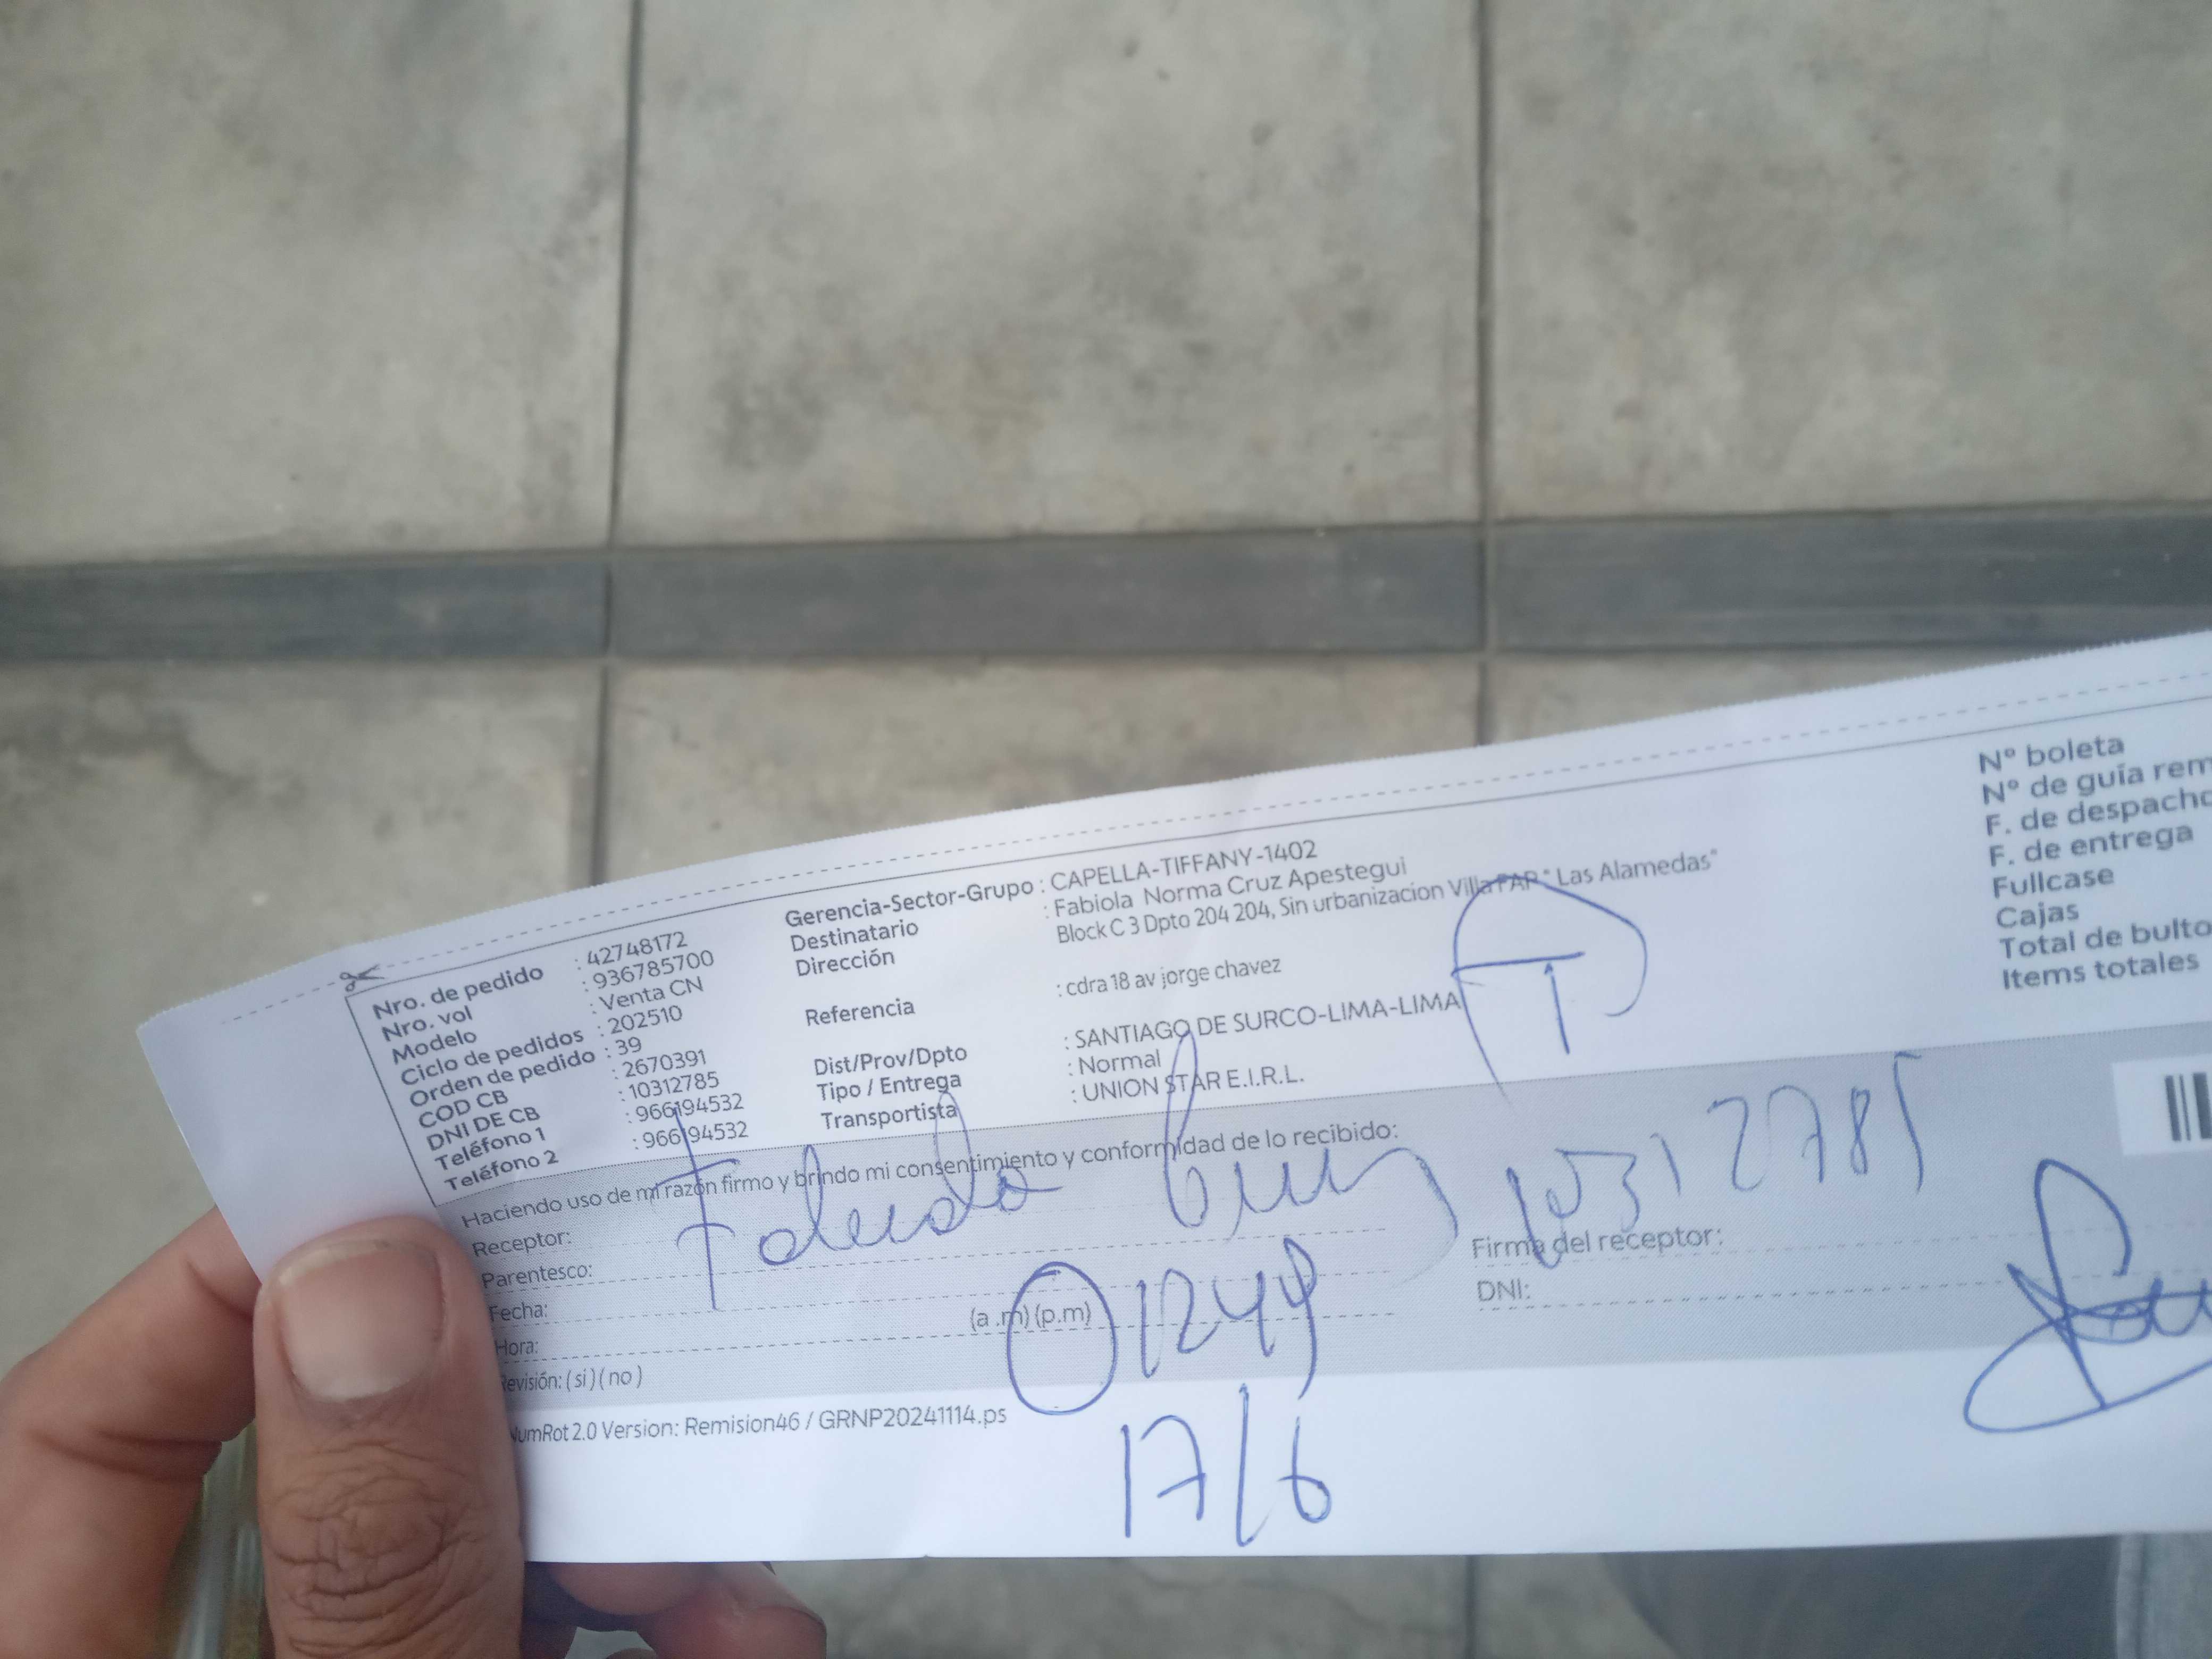 Nro. de pedido : 42748172
Nro. vol : 936785700
Modelo : Venta CN
Ciclo de pedidos : 202510
Orden de pedido : 39
COD CB : 2670391
DNI DE CB : 10312785
Teléfono 1 : 966194532
Teléfono 2 : 966194532
Gerencia-Sector-Grupo : CAPELLA-TIFFANY-1402
Destinatario : Fabiola Norma Cruz Apestegui
Dirección Block C 3 Dpto 204 204, Sin urbanizacion Villa FAP " Las Alamedas"
Referencia : cdra 18 av jorge chavez
Dist/Prov/Dpto : SANTIAGO DE SURCO-LIMA-LIMA
Tipo / Entrega : Normal
Transportista : UNION STAR E.I.R.L.
N° boleta
N° de guía rem
F. de despacho
F. de entrega
Fullcase
Cajas
Total de bulto
Items totales
T
Haciendo uso de mi razón firmo y brindo mi consentimiento y conformidad de lo recibido:
Receptor:
Parentesco:
Fecha:
Hora: (a .m) (p.m) 1249
Revisión: ( si ) ( no )
10312785
Firma del receptor:
DNI:
NumRot 2.0 Version: Remision46 / GRNP20241114.ps
17/6